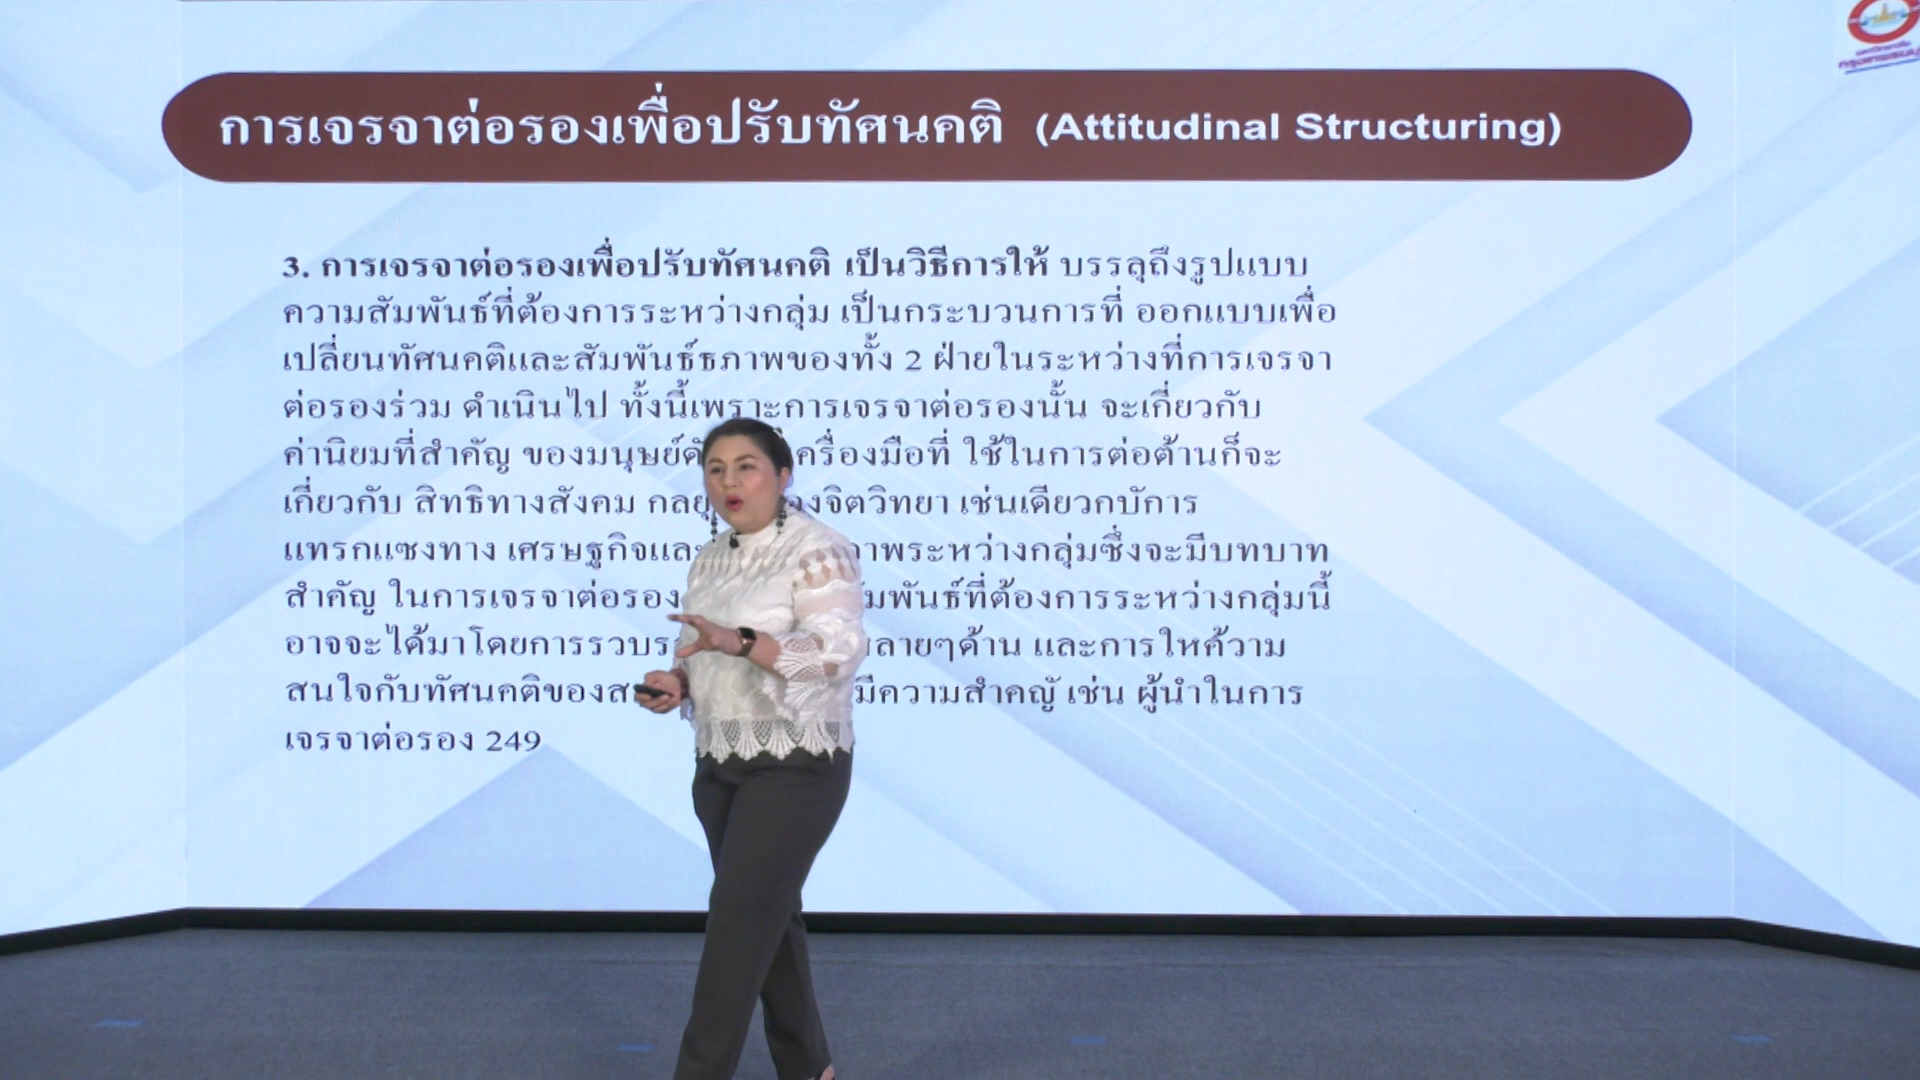 การเจรจาต่อรองเพื่อปรับทัศนคติ (Attitudinal Structuring)
3. การเจรจาต่อรองเพื่อปรับทัศนคติ เป็นวิธีการให้ บรรลุถึงรูปแบบ
ความสัมพันธ์ที่ต้องการระหว่างกลุ่ม เป็นกระบวนการที่ ออกแบบเพื่อ
เปลี่ยนทัศนคติและสัมพันธ์ธภาพของทั้ง 2 ฝ่ายในระหว่างที่การเจรจา
ต่อรองร่วม ดำเนินไป ทั้งนี้เพราะการเจรจาต่อรองนั้น จะเกี่ยวกับ
ค่านิยมที่สำคัญ ของมนุษย์ ที่ ใช้ในการต่อต้านก็จะ
เกี่ยวกับ สิทธิทางสังคม เช่นเดียวกบัการ
แทรกแซงทาง เศรษฐกิจและ ระหว่างกลุ่มซึ่งจะมีบทบาท
สำคัญ ในการเจรจาต่อรอง ที่ต้องการระหว่างกลุ่มนี้
อาจจะได้มาโดยการรวบร ด้าน และการใหค้วาม
สนใจกับทัศนคติของ มีความสำคญั เช่น ผู้นำในการ
เจรจาต่อรอง 249